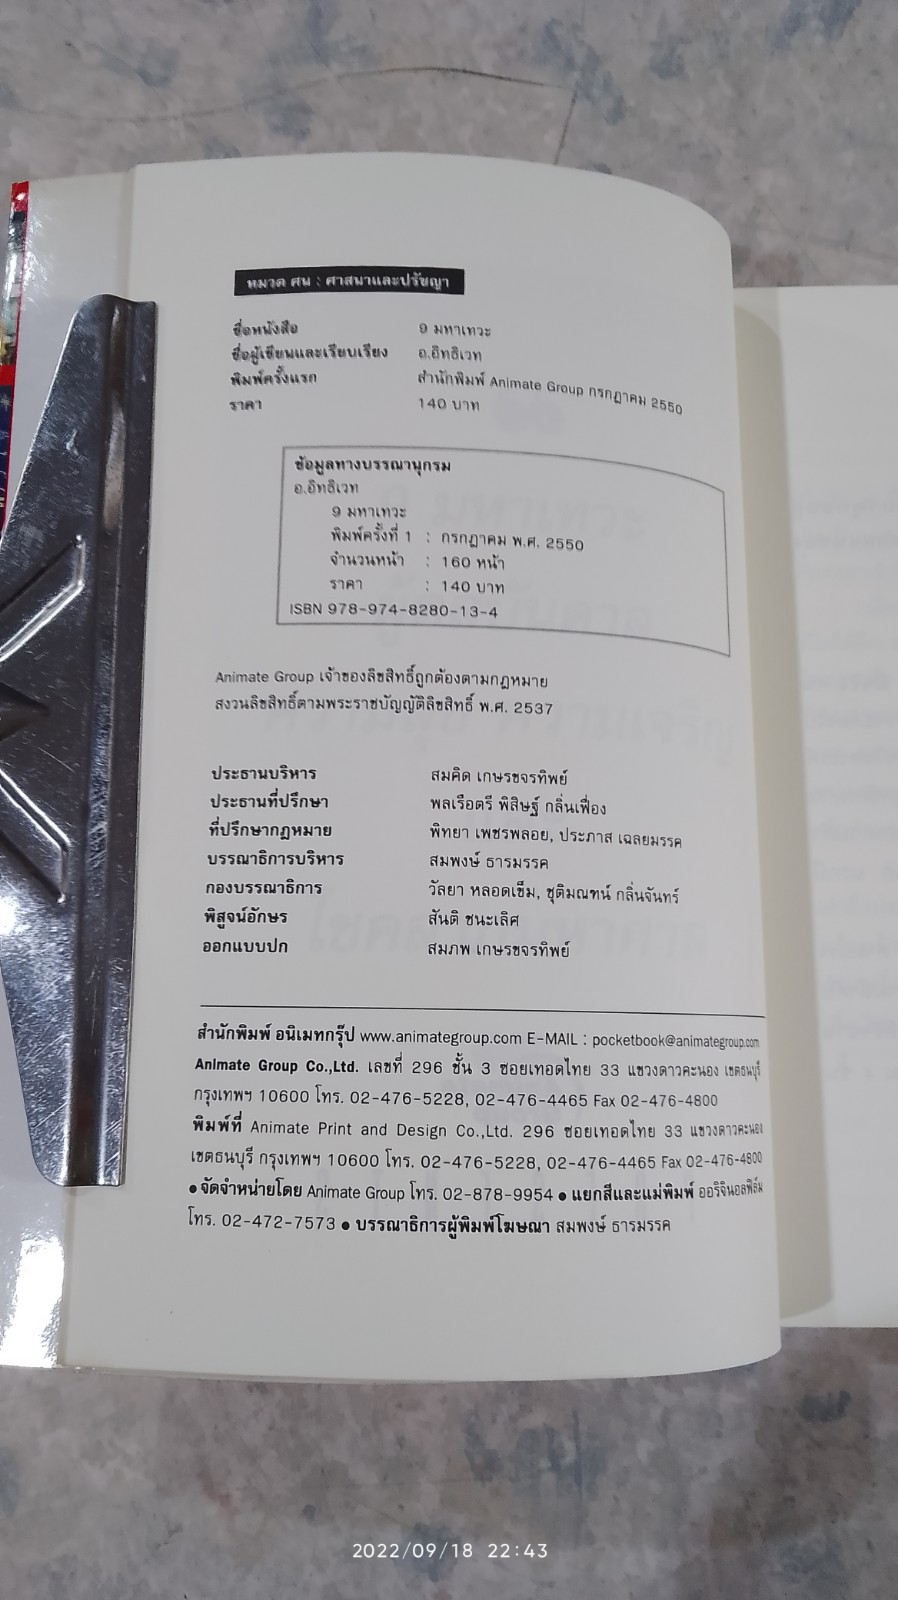 หมวด ศน : ศาสนาและปรัชญา
ชื่อหนังสือ 9 มหาเทวะ
ชื่อผู้เขียนและเรียบเรียง อ.อิทธิเวท
พิมพ์ครั้งแรก สำนักพิมพ์ Animate Group กรกฎาคม 2550
ราคา 140 บาท
ข้อมูลทางบรรณานุกรม
อ.อิทธิเวท
9 มหาเทวะ
พิมพ์ครั้งที่ 1 : กรกฎาคม พ.ศ. 2550
จำนวนหน้า : 160 หน้า
ราคา : 140 บาท
ISBN 978-974-8280-13-4
Animate Group เจ้าของลิขสิทธิ์ถูกต้องตามกฎหมาย
สงวนลิขสิทธิ์ตามพระราชบัญญัติลิขสิทธิ์ พ.ศ. 2537
ประธานบริหาร สมคิด เกษรขจรทิพย์
ประธานที่ปรึกษา พลเรือตรี พิสิษฐ์ กลิ่นเฟื่อง
ที่ปรึกษากฎหมาย พิทยา เพชรพลอย, ประภาส เฉลยมรรค
บรรณาธิการบริหาร สมพงษ์ ธารมรรค
กองบรรณาธิการ วัลยา หลอดเข็ม, ชุติมณฑน์ กลิ่นจันทร์
พิสูจน์อักษร สันติ ชนะเลิศ
ออกแบบปก สมภพ เกษรขจรทิพย์
สำนักพิมพ์ อนิเมทกรุ๊ป www.animategroup.com E-MAIL : pocketbook@animategroup.com
Animate Group Co.,Ltd. เลขที่ 296 ชั้น 3 ซอยเทอดไทย 33 แขวงดาวคะนอง เขตธนบุรี
กรุงเทพฯ 10600 โทร. 02-476-5228, 02-476-4465 Fax 02-476-4800
พิมพ์ที่ Animate Print and Design Co.,Ltd. 296 ซอยเทอดไทย 33 แขวงดาวคะนอง
เขตธนบุรี กรุงเทพฯ 10600 โทร. 02-476-5228, 02-476-4465 Fax 02-476-4800
● จัดจำหน่ายโดย Animate Group โทร. 02-878-9954 ● แยกสีและแม่พิมพ์ ออริจินอลฟิล์ม
โทร. 02-472-7573 ● บรรณาธิการผู้พิมพ์โฆษณา สมพงษ์ ธารมรรค
2022/09/18 22:43